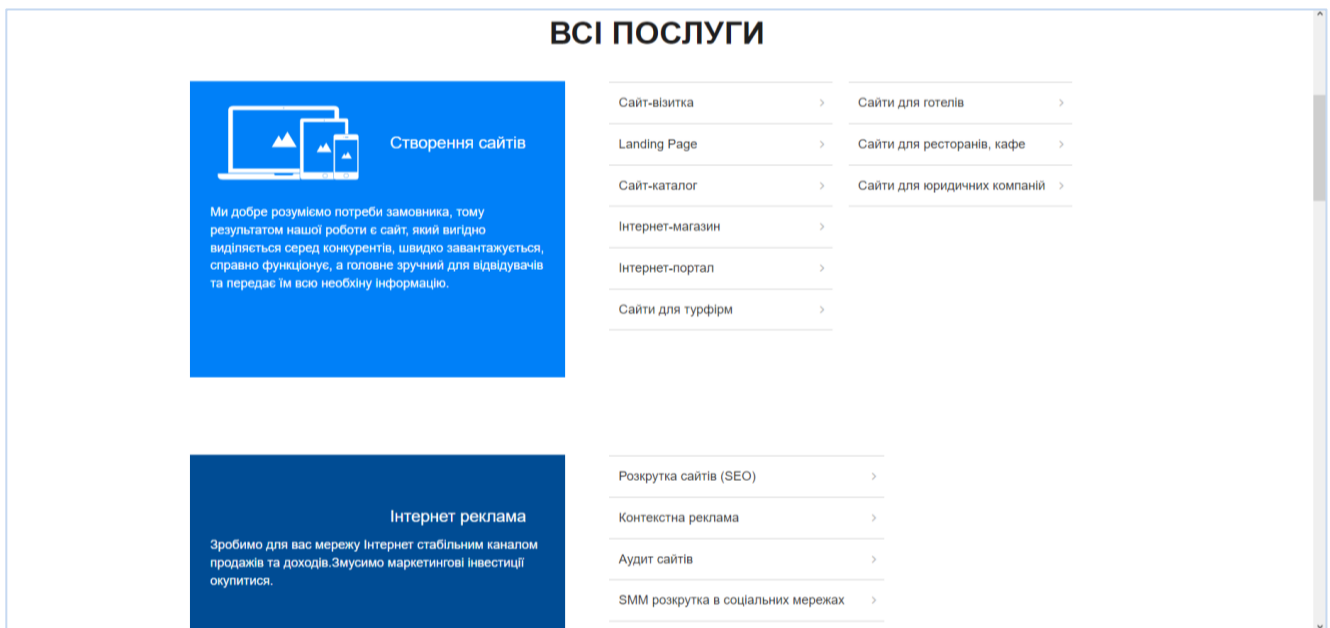 ВСІ ПОСЛУГИ
Створення сайтів
Ми добре розуміємо потреби замовника, тому
результатом нашої роботи є сайт, який вигідно
виділяється серед конкурентів, швидко завантажується,
справно функціонує, а головне зручний для відвідувачів
та передає їм всю необхіну інформацію.
Сайт-візитка
Landing Page
Сайт-каталог
Інтернет-магазин
Інтернет-портал
Сайти для турфірм
Сайти для готелів
Сайти для ресторанів, кафе
Сайти для юридичних компаній
Інтернет реклама
Зробимо для вас мережу Інтернет стабільним каналом
продажів та доходів.Змусимо маркетингові інвестиції
окупитися.
Розкрутка сайтів (SEO)
Контекстна реклама
Аудит сайтів
SMM розкрутка в соціальних мережах